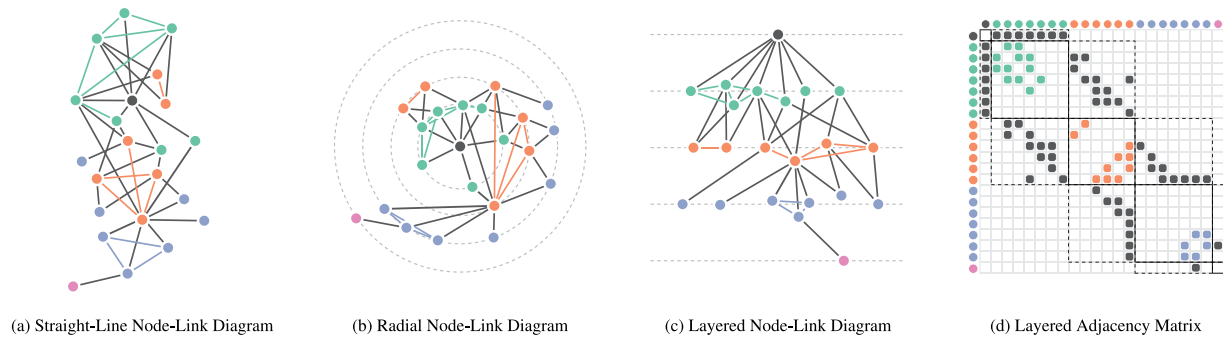 (a) Straight-Line Node-Link Diagram
(b) Radial Node-Link Diagram
(c) Layered Node-Link Diagram
(d) Layered Adjacency Matrix